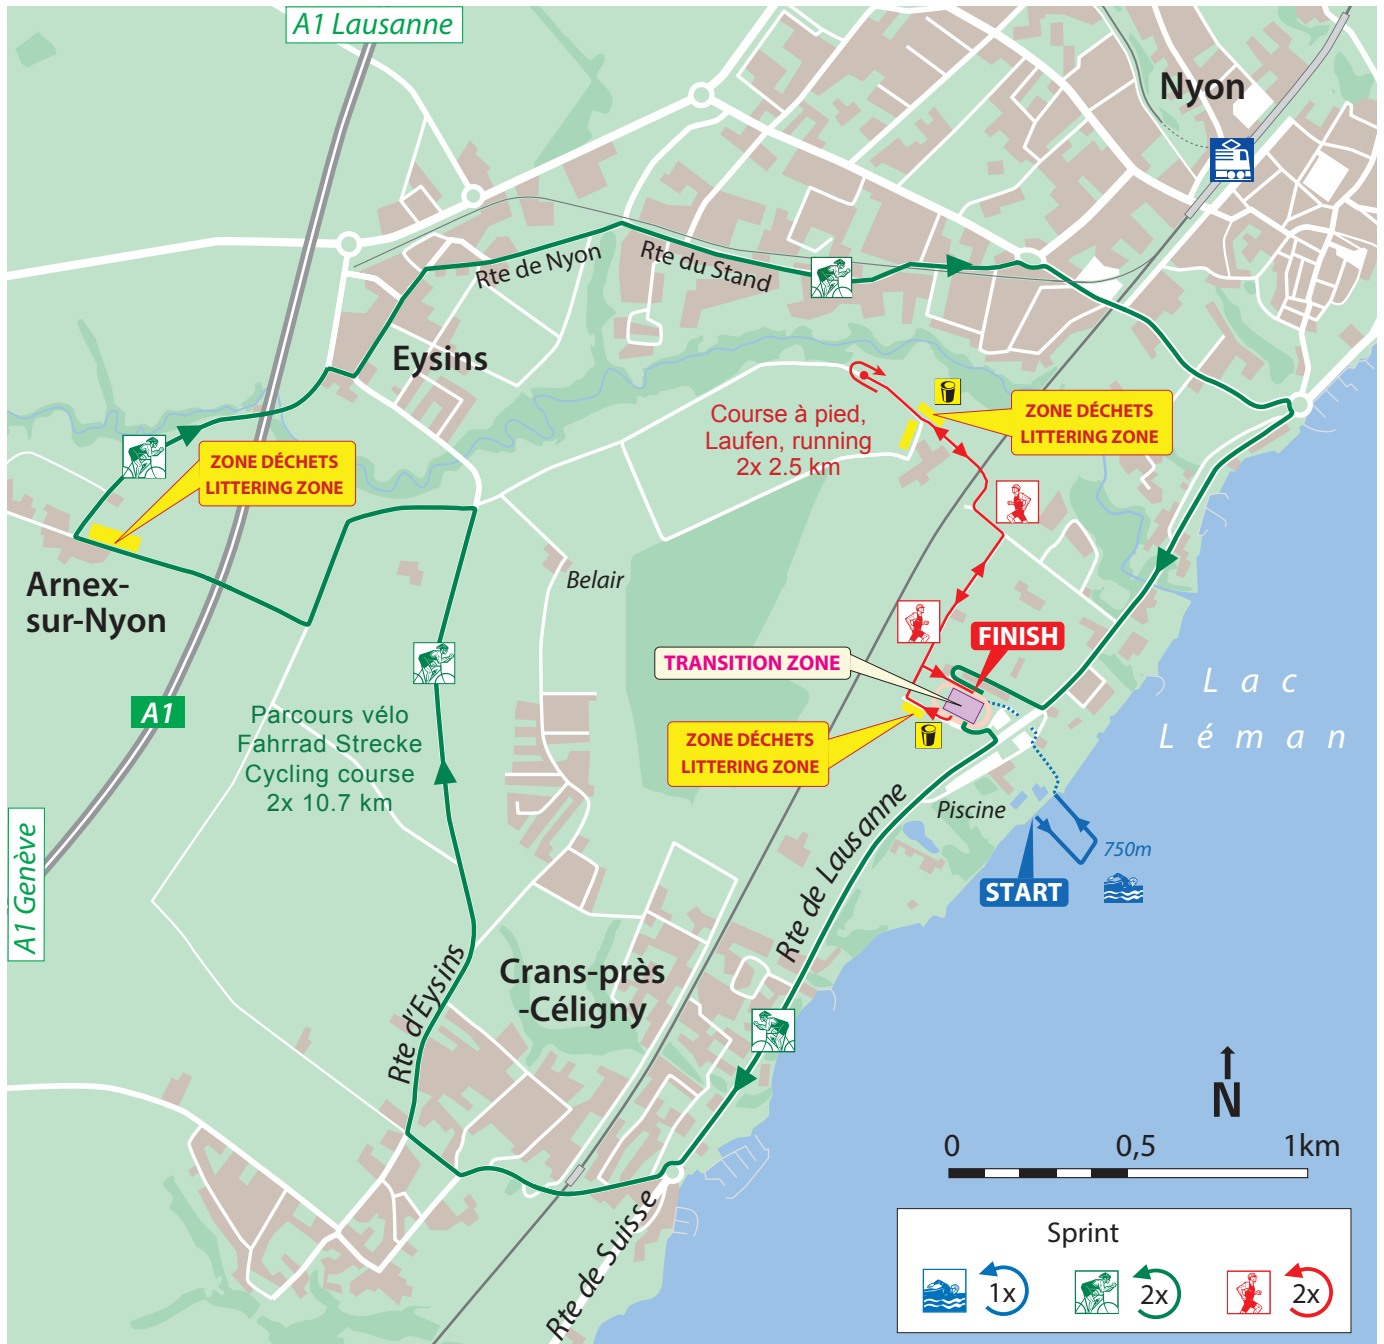 A1 Lausanne
Nyon
Rte de Nyon
Rte du Stand
Eysins
Course à pied,
Laufen, running
2x 2.5 km
ZONE DÉCHETS
LITTERING ZONE
ZONE DÉCHETS
LITTERING ZONE
Arnex-
sur-Nyon
Belair
FINISH
TRANSITION ZONE
A1
Parcours vélo
Fahrrad Strecke
Cycling course
2x 10.7 km
ZONE DÉCHETS
LITTERING ZONE
Lac
Léman
Piscine
750m
START
A1 Genève
Rte de Lausanne
Rte d'Eysins
Crans-près
-Céligny
Rte de Suisse
N
0 0,5 1km
Sprint
1x 2x 2x